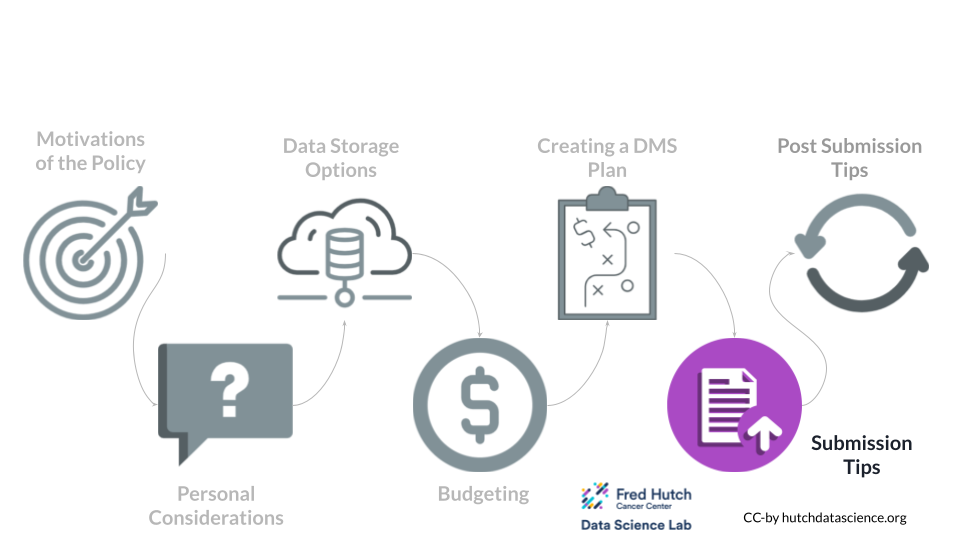 Motivations
of the Policy
Personal
Considerations
Data Storage
Options
Budgeting
Creating a DMS
Plan
Submission
Tips
Post Submission
Tips
?
$
$
Fred Hutch
Cancer Center
Data Science Lab
CC-by hutchdatascience.org